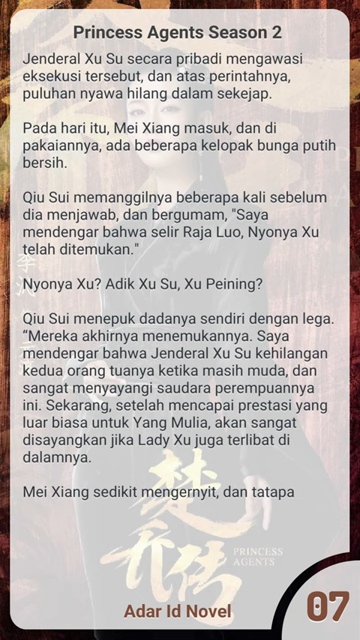 Princess Agents Season 2
Jenderal Xu Su secara pribadi mengawasi
eksekusi tersebut, dan atas perintahnya,
puluhan nyawa hilang dalam sekejap.
Pada hari itu, Mei Xiang masuk, dan di
pakaiannya, ada beberapa kelopak bunga putih
bersih.
Qiu Sui memanggilnya beberapa kali sebelum
dia menjawab, dan bergumam, "Saya
mendengar bahwa selir Raja Luo, Nyonya Xu
telah ditemukan."
Nyonya Xu? Adik Xu Su, Xu Peining?
Qiu Sui menepuk dadanya sendiri dengan lega.
“Mereka akhirnya menemukannya. Saya
mendengar bahwa Jenderal Xu Su kehilangan
kedua orang tuanya ketika masih muda, dan
sangat menyayangi saudara perempuannya
ini. Sekarang, setelah mencapai prestasi yang
luar biasa untuk Yang Mulia, akan sangat
disayangkan jika Lady Xu juga terlibat di
dalamnya.
Mei Xiang sedikit mengernyit, dan tatapa
楚乔传
PRINCESS
AGENTS
Adar Id Novel
07